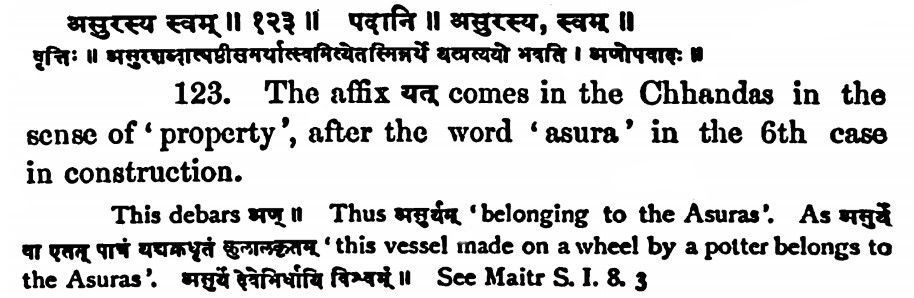 असुरस्य स्वम् ॥ १२३ ॥ पदानि ॥ असुरस्य, स्वम् ॥
वृत्तिः ॥ असुरशब्दात्षष्ठीसमर्थात्स्वमित्येतस्मिन्नर्थे यत्प्रत्ययो भवति । अणोपवादः ॥
123. The affix यत् comes in the Chhandas in the
sense of ‘property’, after the word ‘asura’ in the 6th case
in construction.
This debars अण् ॥ Thus असुर्यम् ‘belonging to the Asuras’. As असुर्ये
वा एतत् पात्रं यच्चक्रधृतं कुलालकृतम् ‘this vessel made on a wheel by a potter belongs to
the Asuras’. असुर्ये देवेभिर्धायि विश्वम् ॥ See Maitr S. I. 8. 3